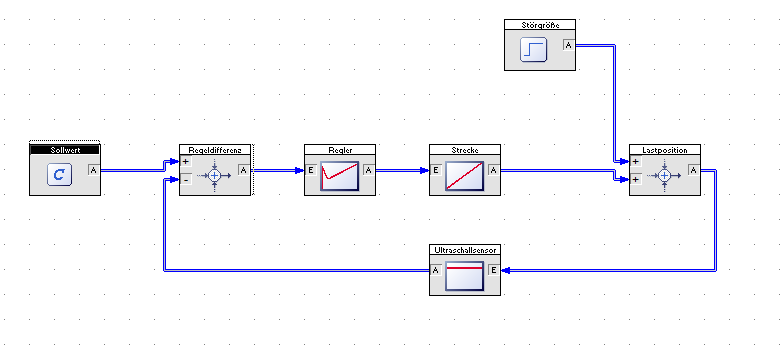 Störgröße
A
Sollwert
A
Regeldifferenz
+
-
A
Regler
E
A
Strecke
E
A
Lastposition
+
+
A
Ultraschallsensor
A
E